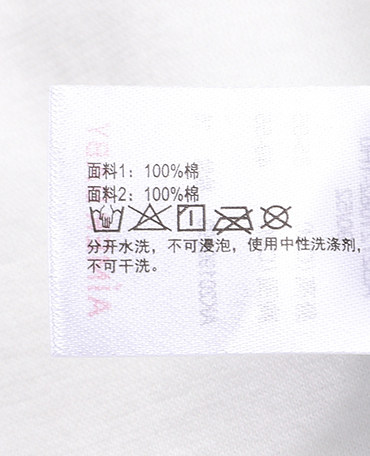 面料1：100%棉
面料2：100%棉
分开水洗，不可浸泡，使用中性洗涤剂，
不可干洗。